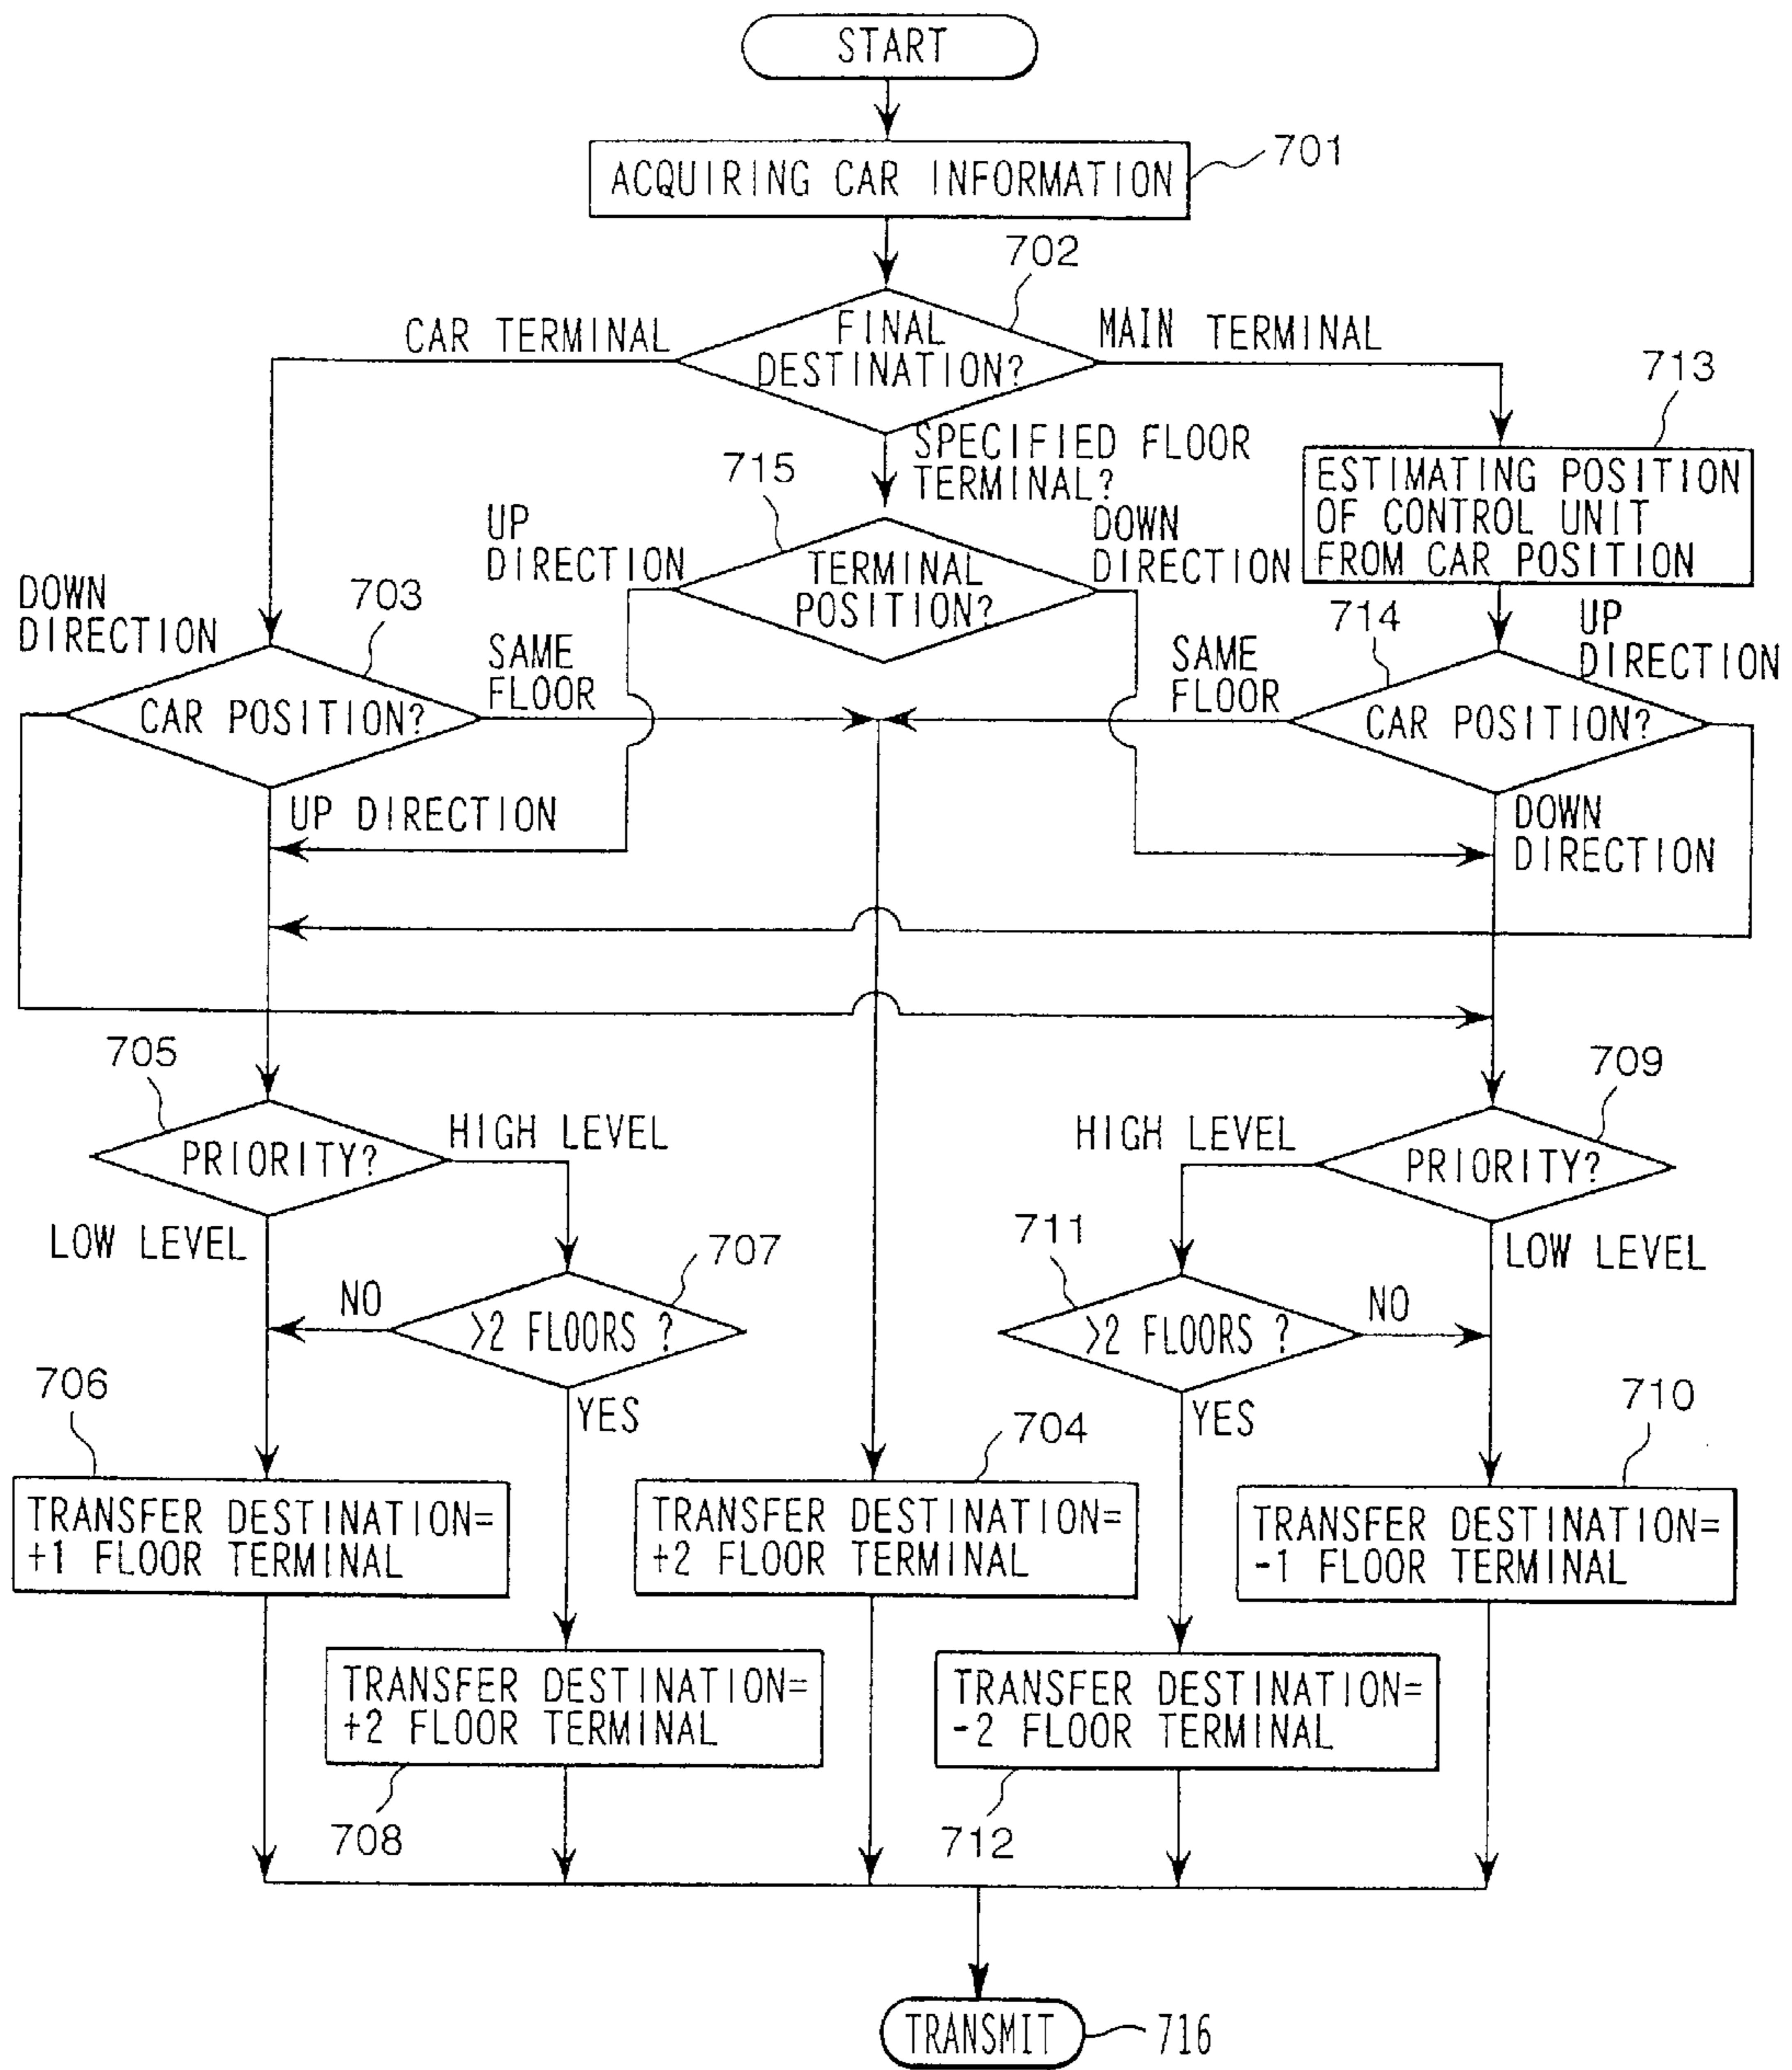 START
ACQUIRING CAR INFORMATION
701
702
FINAL
DESTINATION?
CAR TERMINAL
MAIN TERMINAL
713
SPECIFIED FLOOR
TERMINAL?
ESTIMATING POSITION
OF CONTROL UNIT
FROM CAR POSITION
715
UP
DIRECTION
TERMINAL
POSITION?
DOWN
DIRECTION
DOWN
DIRECTION
703
CAR POSITION?
SAME
FLOOR
SAME
FLOOR
714
CAR POSITION?
UP
DIRECTION
UP DIRECTION
DOWN
DIRECTION
705
PRIORITY?
HIGH LEVEL
LOW LEVEL
709
HIGH LEVEL
PRIORITY?
LOW LEVEL
707
NO
>2 FLOORS ?
YES
711
>2 FLOORS ?
NO
YES
706
TRANSFER DESTINATION=
+1 FLOOR TERMINAL
704
TRANSFER DESTINATION=
+2 FLOOR TERMINAL
710
TRANSFER DESTINATION=
-1 FLOOR TERMINAL
TRANSFER DESTINATION=
+2 FLOOR TERMINAL
708
TRANSFER DESTINATION=
-2 FLOOR TERMINAL
712
TRANSMIT
716